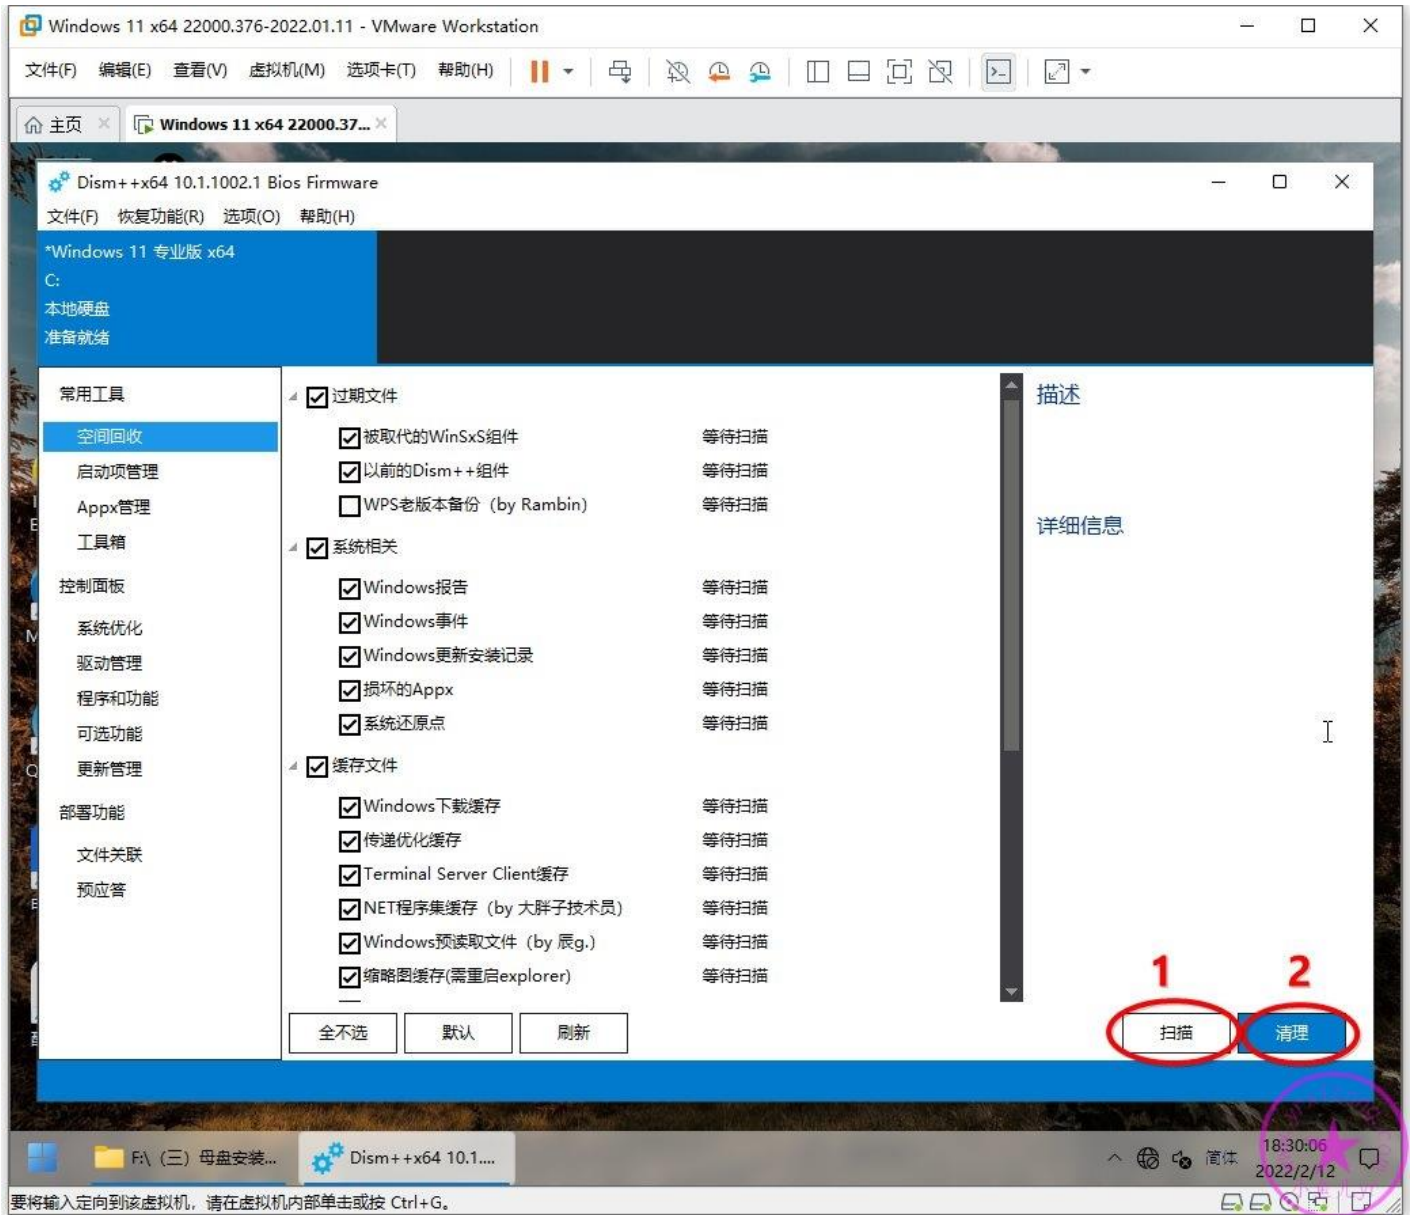 Windows 11 x64 22000.376-2022.01.11 - VMware Workstation
文件(F) 编辑(E) 查看(V) 虚拟机(M) 选项卡(T) 帮助(H)
主页 Windows 11 x64 22000.37...
Dism++x64 10.1.1002.1 Bios Firmware
文件(F) 恢复功能(R) 选项(O) 帮助(H)
*Windows 11 专业版 x64
C:
本地硬盘
准备就绪
常用工具
空间回收
启动项管理
Appx管理
工具箱
控制面板
系统优化
驱动管理
程序和功能
可选功能
更新管理
部署功能
文件关联
预应答
过期文件
被取代的WinSxS组件 等待扫描
以前的Dism++组件 等待扫描
WPS老版本备份（by Rambin） 等待扫描
系统相关
Windows报告 等待扫描
Windows事件 等待扫描
Windows更新安装记录 等待扫描
损坏的Appx 等待扫描
系统还原点 等待扫描
缓存文件
Windows下载缓存 等待扫描
传递优化缓存 等待扫描
Terminal Server Client缓存 等待扫描
NET程序集缓存（by 大胖子技术员） 等待扫描
Windows预读取文件（by 辰g.） 等待扫描
缩略图缓存(需重启explorer) 等待扫描
描述
详细信息
1 2
全不选 默认 刷新 扫描 清理
F:\（三）母盘安装... Dism++x64 10.1.... 简体 18:30:06
2022/2/12
要将输入定向到该虚拟机，请在虚拟机内部单击或按 Ctrl+G。